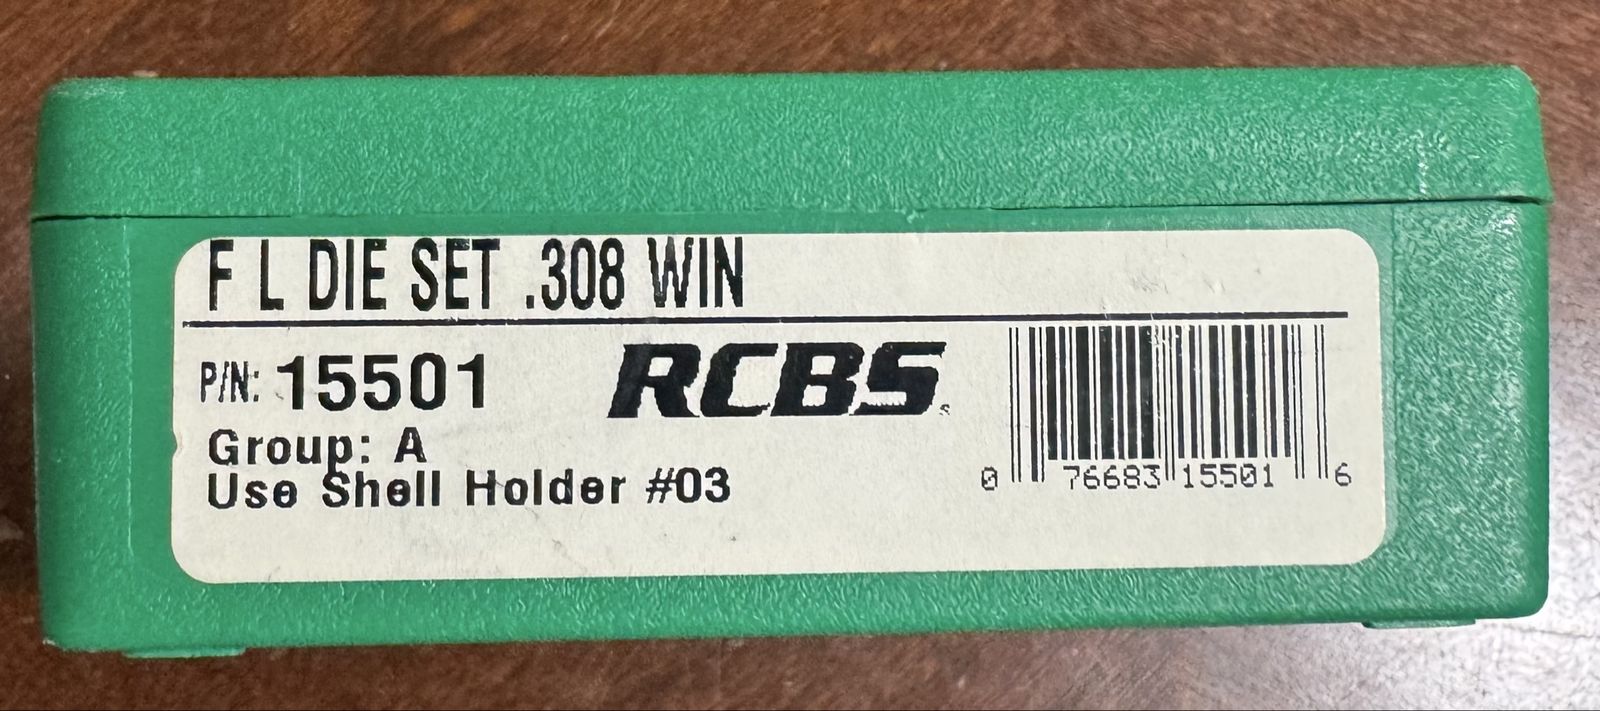 F L DIE SET .308 WIN
P/N: 15501
RCBS
Group: A
Use Shell Holder #03
0 76683 15501 6